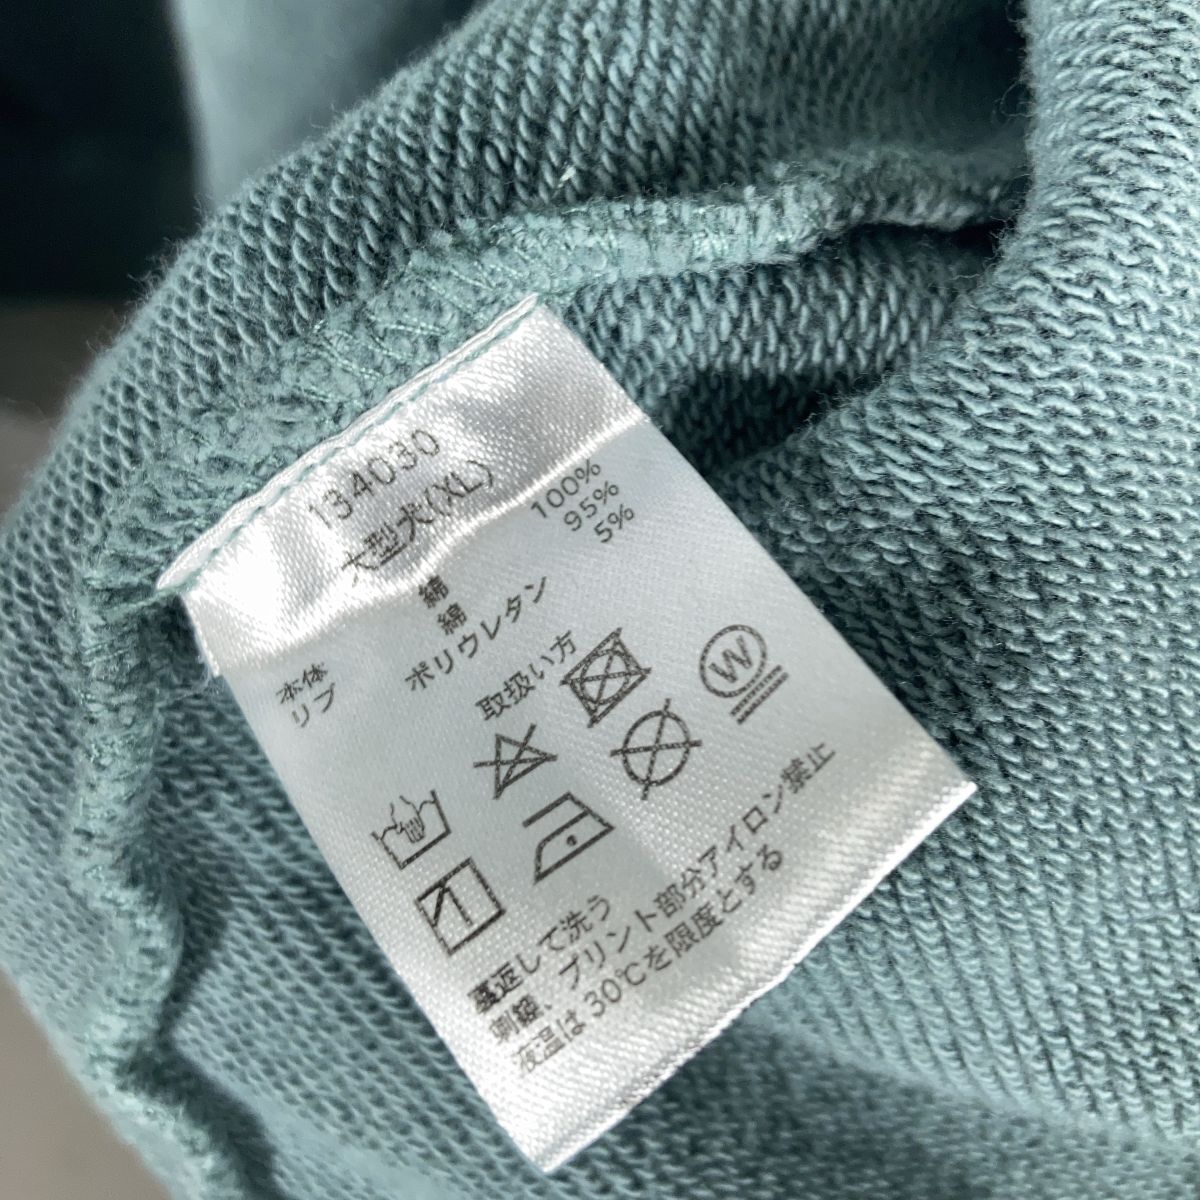 134030
大型犬(XL)
本体 綿 100%
リブ 綿 95%
ポリウレタン 5%
取扱い方
W
裏返して洗う
刺繍、プリント部分アイロン禁止
液温は30℃を限度とする